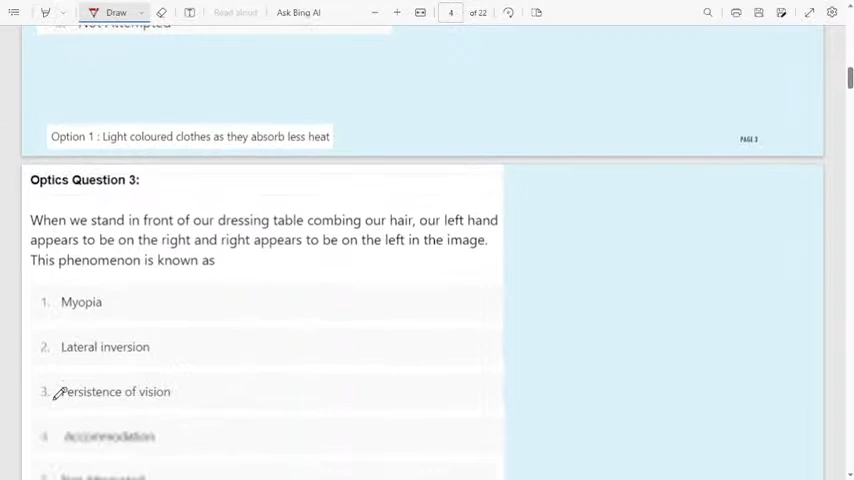 Draw
Read aloud
Ask Bing AI
4
of 22
Not Attempted
Option 1 : Light coloured clothes as they absorb less heat
PAGE 3
Optics Question 3:
When we stand in front of our dressing table combing our hair, our left hand
appears to be on the right and right appears to be on the left in the image.
This phenomenon is known as
1. Myopia
2. Lateral inversion
3. Persistence of vision
4. Accommodation